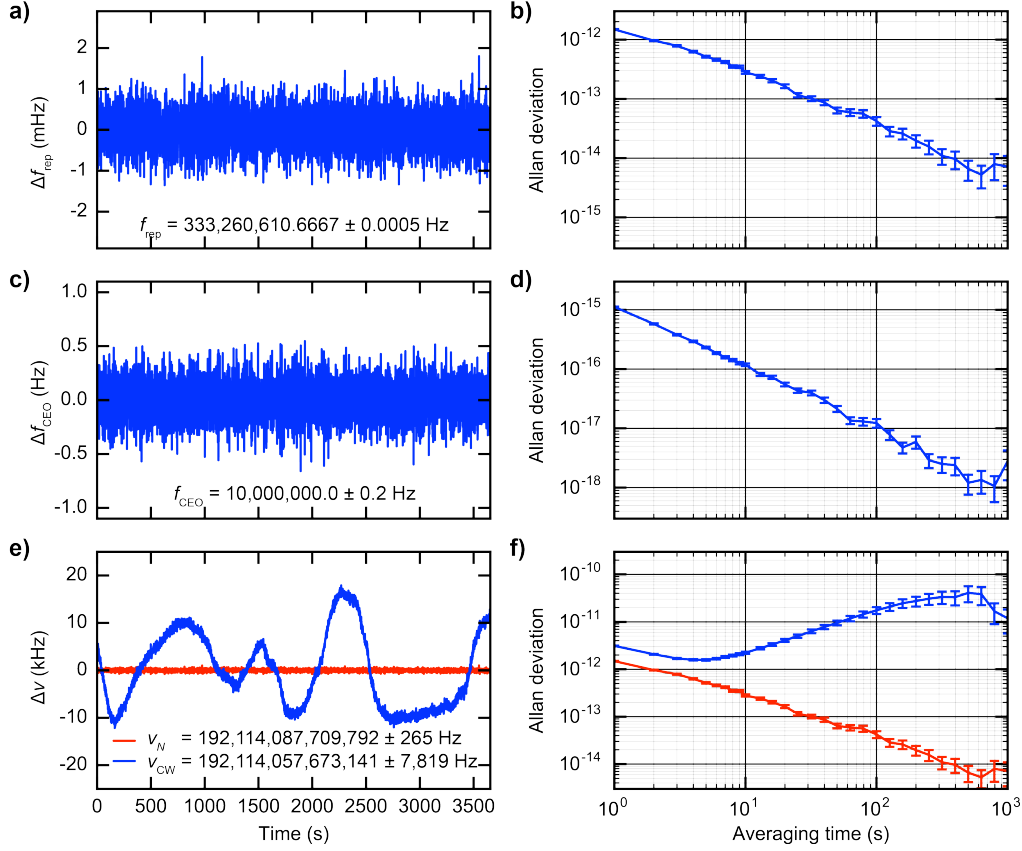 a)
Δf_rep (mHz)
2
1
0
-1
-2
f_rep = 333,260,610.6667 ± 0.0005 Hz
b)
Allan deviation
10^-12
10^-13
10^-14
10^-15
c)
Δf_CEO (Hz)
1.0
0.5
0.0
-0.5
-1.0
f_CEO = 10,000,000.0 ± 0.2 Hz
d)
Allan deviation
10^-15
10^-16
10^-17
10^-18
e)
Δv (kHz)
20
10
0
-10
-20
v_N = 192,114,087,709,792 ± 265 Hz
v_CW = 192,114,057,673,141 ± 7,819 Hz
0 500 1000 1500 2000 2500 3000 3500
Time (s)
f)
Allan deviation
10^-10
10^-11
10^-12
10^-13
10^-14
10^0 10^1 10^2 10^3
Averaging time (s)